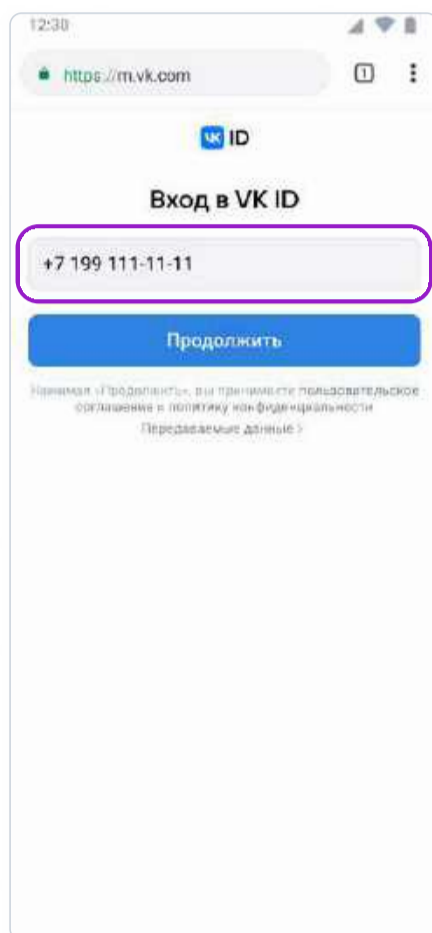 12:30
https://m.vk.com
1
VK ID
Вход в VK ID
+7 199 111-11-11
Продолжить
Нажимая «Продолжить», вы принимаете пользовательское
соглашение и политику конфиденциальности
Передаваемые данные >